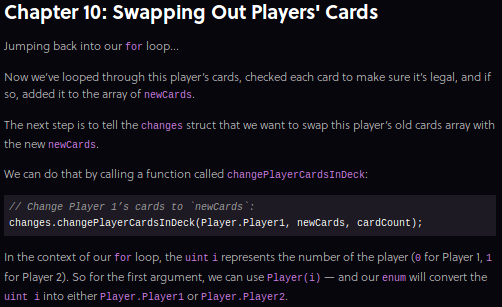 Chapter 10: Swapping Out Players' Cards
Jumping back into our for loop...
Now we've looped through this player's cards, checked each card to make sure it's legal, and if
so, added it to the array of newCards.
The next step is to tell the changes struct that we want to swap this player's old cards array with
the new newCards.
We can do that by calling a function called changePlayerCardsInDeck:
// Change Player 1's cards to `newCards`:
changes.changePlayerCardsInDeck(Player.Player1, newCards, cardCount);
In the context of our for loop, the uint i represents the number of the player (0 for Player 1, 1
for Player 2). So for the first argument, we can use Player(i) — and our enum will convert the
uint i into either Player.Player1 or Player.Player2.